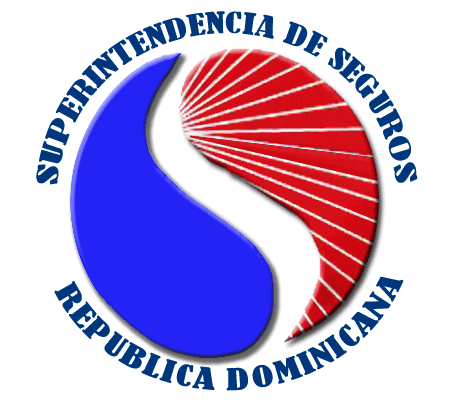 SUPERINTENDENCIA DE SEGUROS
REPUBLICA DOMINICANA